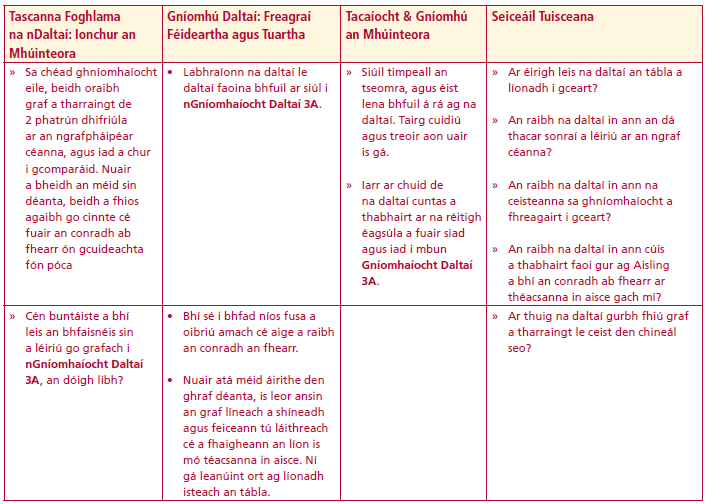 Tascanna Foghlama
na nDaltaí: Ionchur an
Mhúinteora
Gníomhú Daltaí: Freagraí
Féideartha agus Tuartha
Tacaíocht & Gníomhú
an Mhúinteora
Seiceáil Tuisceana
» Sa chéad ghníomhaíocht
eile, beidh oraibh
graf a tharraingt de
2 phatrún dhifriúla
ar an ngrafpháipéar
céanna, agus iad a chur
i gcomparáid. Nuair
a bheidh an méid sin
déanta, beidh a fhios
agaibh go cinnte cé
fuair an conradh ab
fhearr ón gcuideachta
fón póca
• Labhraíonn na daltaí le
daltaí faoina bhfuil ar siúl i
nGníomhaíocht Daltaí 3A.
» Siúil timpeall an
tseomra, agus éist
lena bhfuil á rá ag na
daltaí. Tairg cuidiú
agus treoir aon uair
is gá.
» Iarr ar chuid de
na daltaí cuntas a
thabhairt ar na réitigh
éagsúla a fuair siad
agus iad i mbun
Gníomhaíocht Daltaí
3A.
» Ar éirigh leis na daltaí an tábla a
líonadh i gceart?
» An raibh na daltaí in ann an dá
thacar sonraí a léiriú ar an ngraf
céanna?
» An raibh na daltaí in ann na
ceisteanna sa ghníomhaíocht a
fhreagairt i gceart?
» An raibh na daltaí in ann cúis
a thabhairt faoi gur ag Aisling
a bhí an conradh ab fhearr ar
théacsanna in aisce gach mí?
» Cén buntáiste a bhí
leis an bhfaisnéis sin
a léiriú go grafach i
nGníomhaíocht Daltaí
3A, an dóigh libh?
• Bhí sé i bhfad níos fusa a
oibriú amach cé aige a raibh
an conradh an fhearr.
• Nuair atá méid áirithe den
ghraf déanta, is leor ansin
an graf líneach a shíneadh
agus feiceann tú láithreach
cé a fhaigheann an líon is
mó téacsanna in aisce. Ní
gá leanúint ort ag líonadh
isteach an tábla.
» Ar thuig na daltaí gurbh fhiú graf
a tharraingt le ceist den chineál
seo?